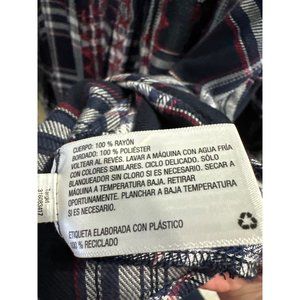 CUERPO: 100 % RAYÓN
BORDADO: 100 % POLIÉSTER
VOLTEAR AL REVÉS. LAVAR A MÁQUINA CON AGUA FRÍA
CON COLORES SIMILARES. CICLO DELICADO. SÓLO
BLANQUEADOR SIN CLORO SI ES NECESARIO. SECAR A
MÁQUINA A TEMPERATURA BAJA. RETIRAR
OPORTUNAMENTE. PLANCHAR A BAJA TEMPERATURA
SI ES NECESARIO.
ETIQUETA ELABORADA CON PLÁSTICO
100 % RECICLADO